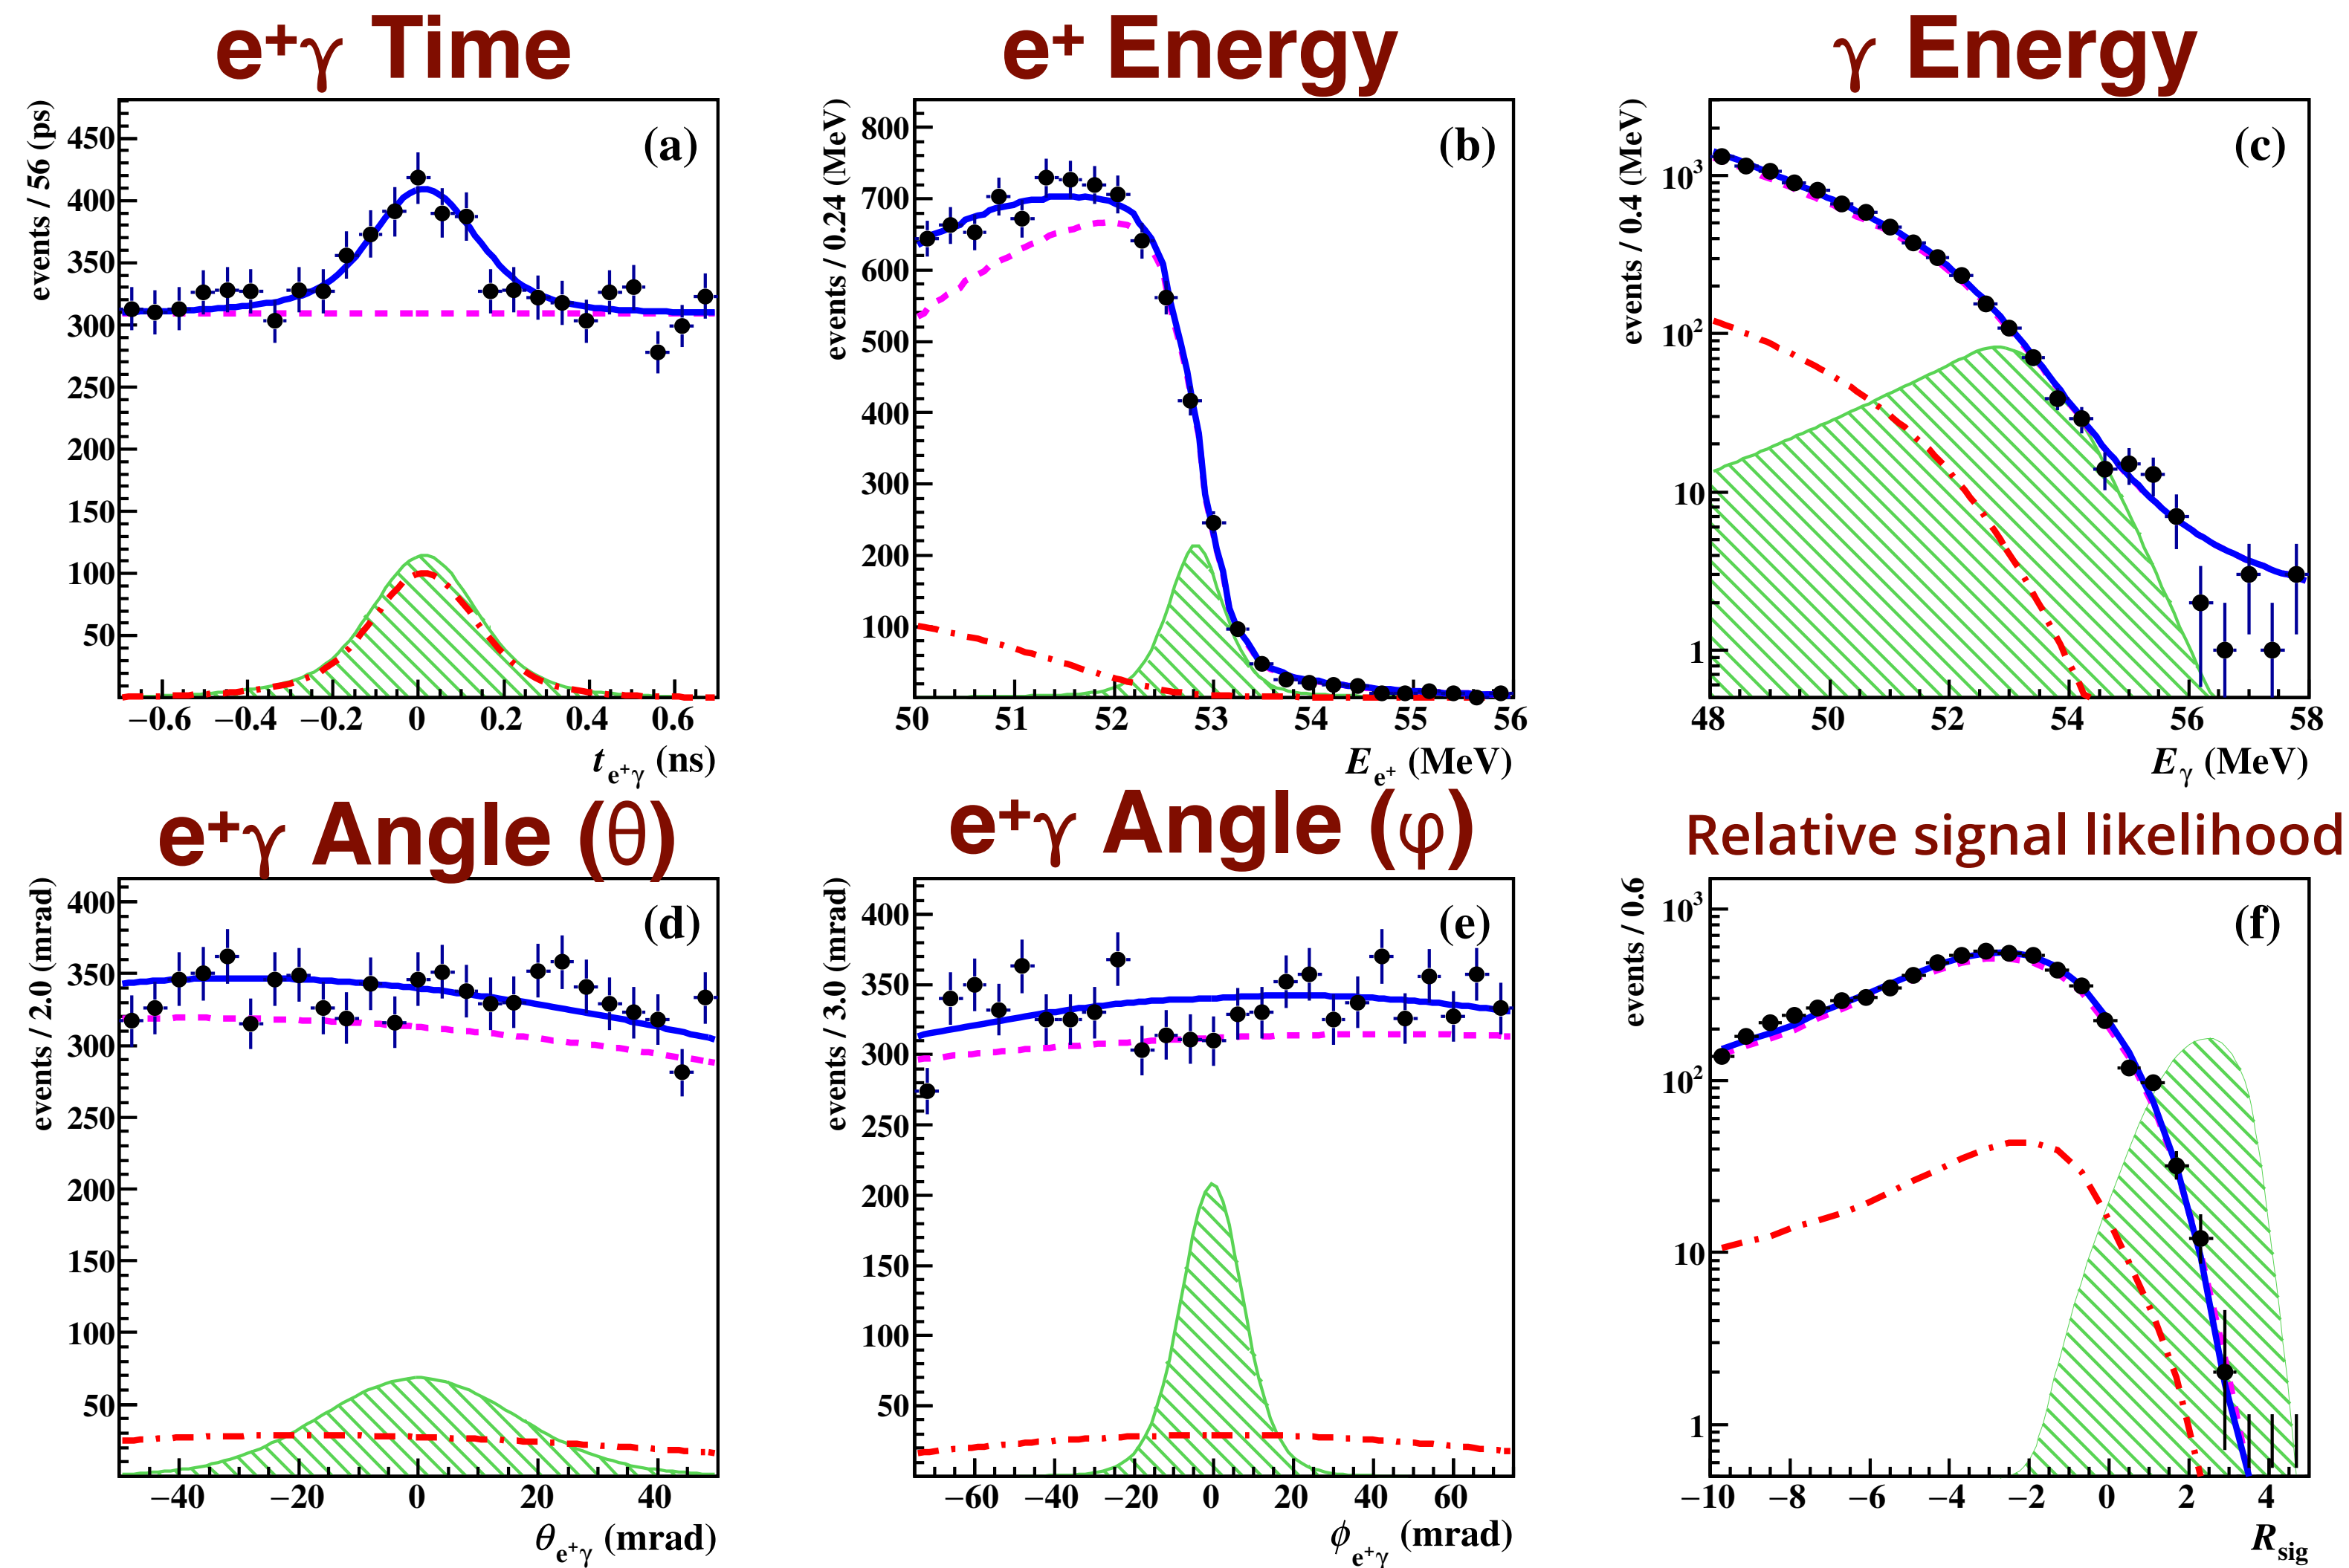 e⁺γ Time
e⁺ Energy
γ Energy
events / 56 (ps)
(a)
450
400
350
300
250
200
150
100
50
−0.6 −0.4 −0.2 0 0.2 0.4 0.6
t e⁺γ (ns)
events / 0.24 (MeV)
(b)
800
700
600
500
400
300
200
100
50 51 52 53 54 55 56
E e⁺ (MeV)
events / 0.4 (MeV)
(c)
10³
10²
10
1
48 50 52 54 56 58
E γ (MeV)
e⁺γ Angle (θ)
e⁺γ Angle (φ)
Relative signal likelihood
events / 2.0 (mrad)
(d)
400
350
300
250
200
150
100
50
−40 −20 0 20 40
θ e⁺γ (mrad)
events / 3.0 (mrad)
(e)
400
350
300
250
200
150
100
50
−60 −40 −20 0 20 40 60
ϕ e⁺γ (mrad)
events / 0.6
(f)
10³
10²
10
1
−10 −8 −6 −4 −2 0 2 4
R sig